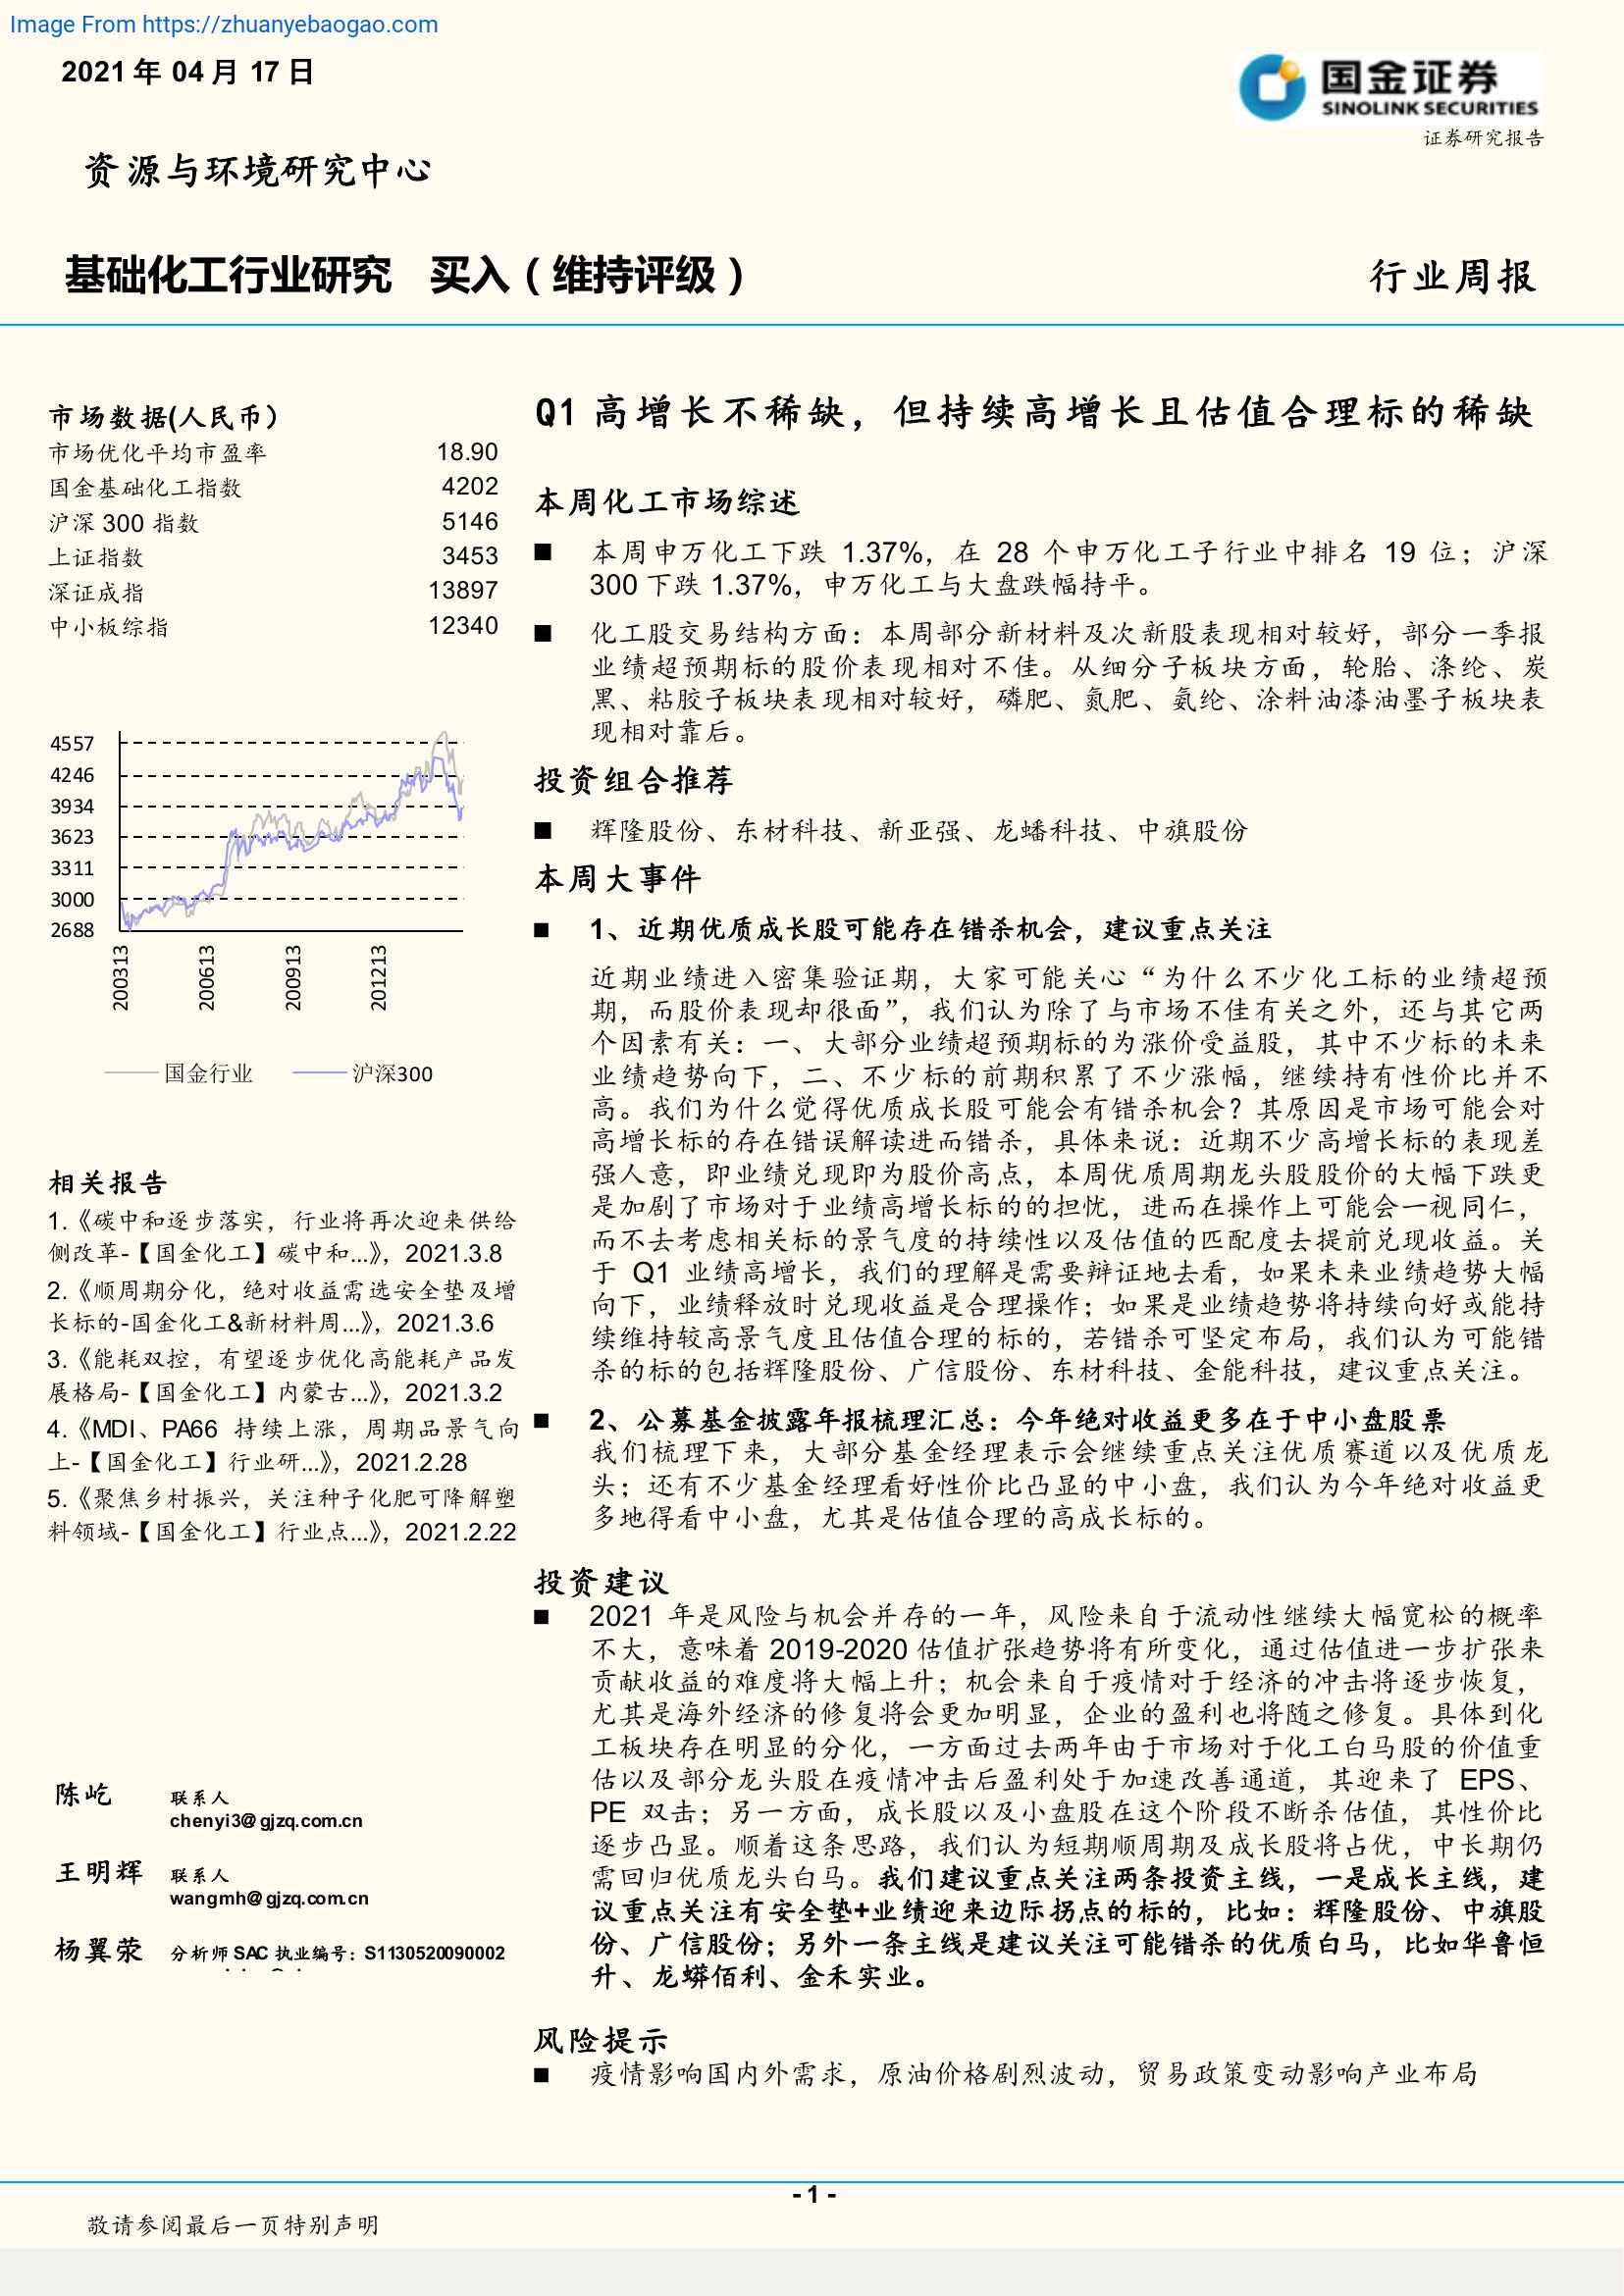 Image From https://zhuanyebaogao.com
2021 年 04 月 17 日
国金证券
SINOLINK SECURITIES
证券研究报告
资源与环境研究中心
基础化工行业研究 买入（维持评级）
行业周报
市场数据(人民币）
市场优化平均市盈率 18.90
国金基础化工指数 4202
沪深 300 指数 5146
上证指数 3453
深证成指 13897
中小板综指 12340
4557
4246
3934
3623
3311
3000
2688
200313
200613
200913
201213
国金行业
沪深300
相关报告
1.《碳中和逐步落实，行业将再次迎来供给
侧改革-【国金化工】碳中和...》，2021.3.8
2.《顺周期分化，绝对收益需选安全垫及增
长标的-国金化工&新材料周...》，2021.3.6
3.《能耗双控，有望逐步优化高能耗产品发
展格局-【国金化工】内蒙古...》，2021.3.2
4.《MDI、PA66 持续上涨，周期品景气向
上-【国金化工】行业研...》，2021.2.28
5.《聚焦乡村振兴，关注种子化肥可降解塑
料领域-【国金化工】行业点...》，2021.2.22
陈屹 联系人
chenyi3@gjzq.com.cn
王明辉 联系人
wangmh@gjzq.com.cn
杨翼荥 分析师 SAC 执业编号：S1130520090002
Q1 高增长不稀缺，但持续高增长且估值合理标的稀缺
本周化工市场综述
■ 本周申万化工下跌 1.37%，在 28 个申万化工子行业中排名 19 位；沪深
300 下跌 1.37%，申万化工与大盘跌幅持平。
■ 化工股交易结构方面：本周部分新材料及次新股表现相对较好，部分一季报
业绩超预期标的股价表现相对不佳。从细分子板块方面，轮胎、涤纶、炭
黑、粘胶子板块表现相对较好，磷肥、氮肥、氨纶、涂料油漆油墨子板块表
现相对靠后。
投资组合推荐
■ 辉隆股份、东材科技、新亚强、龙蟠科技、中旗股份
本周大事件
■ 1、近期优质成长股可能存在错杀机会，建议重点关注
近期业绩进入密集验证期，大家可能关心“为什么不少化工标的业绩超预
期，而股价表现却很面”，我们认为除了与市场不佳有关之外，还与其它两
个因素有关：一、大部分业绩超预期标的为涨价受益股，其中不少标的未来
业绩趋势向下，二、不少标的前期积累了不少涨幅，继续持有性价比并不
高。我们为什么觉得优质成长股可能会有错杀机会？其原因是市场可能会对
高增长标的存在错误解读进而错杀，具体来说：近期不少高增长标的表现差
强人意，即业绩兑现即为股价高点，本周优质周期龙头股股价的大幅下跌更
是加剧了市场对于业绩高增长标的的担忧，进而在操作上可能会一视同仁，
而不去考虑相关标的景气度的持续性以及估值的匹配度去提前兑现收益。关
于 Q1 业绩高增长，我们的理解是需要辩证地去看，如果未来业绩趋势大幅
向下，业绩释放时兑现收益是合理操作；如果是业绩趋势将持续向好或能持
续维持较高景气度且估值合理的标的，若错杀可坚定布局，我们认为可能错
杀的标的包括辉隆股份、广信股份、东材科技、金能科技，建议重点关注。
■ 2、公募基金披露年报梳理汇总：今年绝对收益更多在于中小盘股票
我们梳理下来，大部分基金经理表示会继续重点关注优质赛道以及优质龙
头；还有不少基金经理看好性价比凸显的中小盘，我们认为今年绝对收益更
多地得看中小盘，尤其是估值合理的高成长标的。
投资建议
■ 2021 年是风险与机会并存的一年，风险来自于流动性继续大幅宽松的概率
不大，意味着 2019-2020 估值扩张趋势将有所变化，通过估值进一步扩张来
贡献收益的难度将大幅上升；机会来自于疫情对于经济的冲击将逐步恢复，
尤其是海外经济的修复将会更加明显，企业的盈利也将随之修复。具体到化
工板块存在明显的分化，一方面过去两年由于市场对于化工白马股的价值重
估以及部分龙头股在疫情冲击后盈利处于加速改善通道，其迎来了 EPS、
PE 双击；另一方面，成长股以及小盘股在这个阶段不断杀估值，其性价比
逐步凸显。顺着这条思路，我们认为短期顺周期及成长股将占优，中长期仍
需回归优质龙头白马。我们建议重点关注两条投资主线，一是成长主线，建
议重点关注有安全垫+业绩迎来边际拐点的标的，比如：辉隆股份、中旗股
份、广信股份；另外一条主线是建议关注可能错杀的优质白马，比如华鲁恒
升、龙蟒佰利、金禾实业。
风险提示
■ 疫情影响国内外需求，原油价格剧烈波动，贸易政策变动影响产业布局
- 1 -
敬请参阅最后一页特别声明